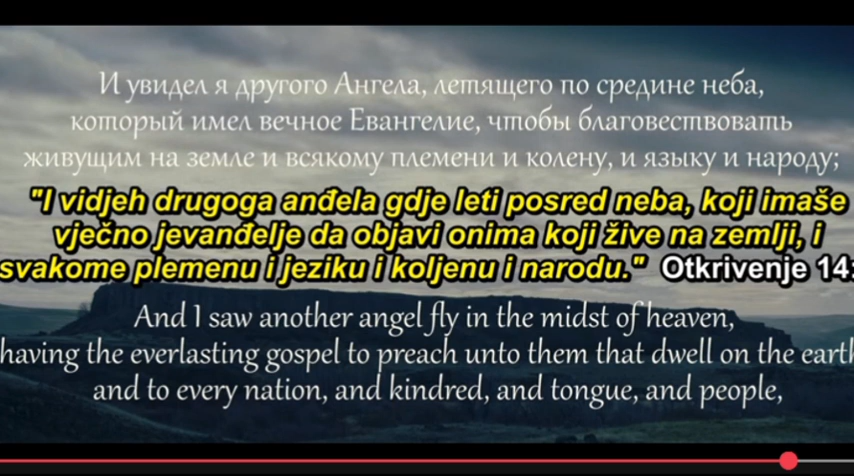 И увидел я другого Ангела, летящего по средине неба,
который имел вечное Евангелие, чтобы благовествовать
живущим на земле и всякому племени и колену, и языку и народу;
"I vidjeh drugoga anđela gdje leti posred neba, koji imaše
vječno jevanđelje da objavi onima koji žive na zemlji, i
svakome plemenu i jeziku i koljenu i narodu." Otkrivenje 14:
And I saw another angel fly in the midst of heaven,
having the everlasting gospel to preach unto them that dwell on the earth
and to every nation, and kindred, and tongue, and people,